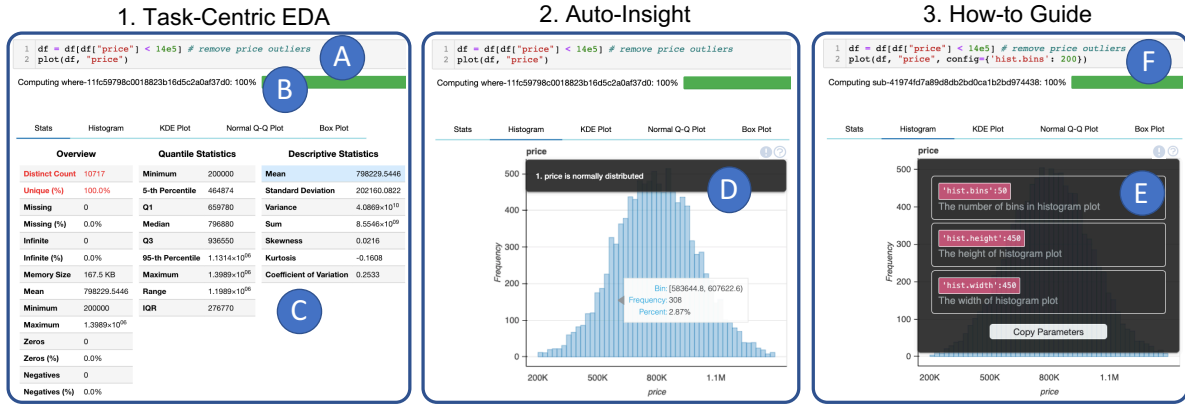 1. Task-Centric EDA
1 df = df[df["price"] < 14e5] # remove price outliers
2 plot(df, "price")
A
Computing where-11fc59798c0018823b16d5c2a0af37d0: 100%
B
Stats Histogram KDE Plot Normal Q-Q Plot Box Plot
Overview
Distinct Count 10717
Unique (%) 100.0%
Missing 0
Missing (%) 0.0%
Infinite 0
Infinite (%) 0.0%
Memory Size 167.5 KB
Mean 798229.5446
Minimum 200000
Maximum 1.3989×10⁰⁶
Zeros 0
Zeros (%) 0.0%
Negatives 0
Negatives (%) 0.0%
Quantile Statistics
Minimum 200000
5-th Percentile 464874
Q1 659780
Median 796880
Q3 936550
95-th Percentile 1.1314×10⁰⁶
Maximum 1.3989×10⁰⁶
Range 1.1989×10⁰⁶
IQR 276770
Descriptive Statistics
Mean 798229.5446
Standard Deviation 202160.0822
Variance 4.0869×10¹⁰
Sum 8.5546×10⁰⁹
Skewness 0.0216
Kurtosis -0.1608
Coefficient of Variation 0.2533
C
2. Auto-Insight
1 df = df[df["price"] < 14e5] # remove price outliers
2 plot(df, "price")
Computing where-11fc59798c0018823b16d5c2a0af37d0: 100%
Stats Histogram KDE Plot Normal Q-Q Plot Box Plot
price
1. price is normally distributed
D
500
400
300
200
100
0
Frequency
Bin: [583644.8, 607622.6)
Frequency: 308
Percent: 2.87%
200K 500K 800K 1.1M
price
3. How-to Guide
1 df = df[df["price"] < 14e5] # remove price outliers
2 plot(df, "price", config={'hist.bins': 200})
F
Computing sub-41974fd7a89d8db2bd0ca1b2bd974438: 100%
Stats Histogram KDE Plot Normal Q-Q Plot Box Plot
price
500
400
300
200
100
0
Frequency
'hist.bins':50
The number of bins in histogram plot
E
'hist.height':450
The height of histogram plot
'hist.width':450
The width of histogram plot
Copy Parameters
200K 500K 800K 1.1M
price